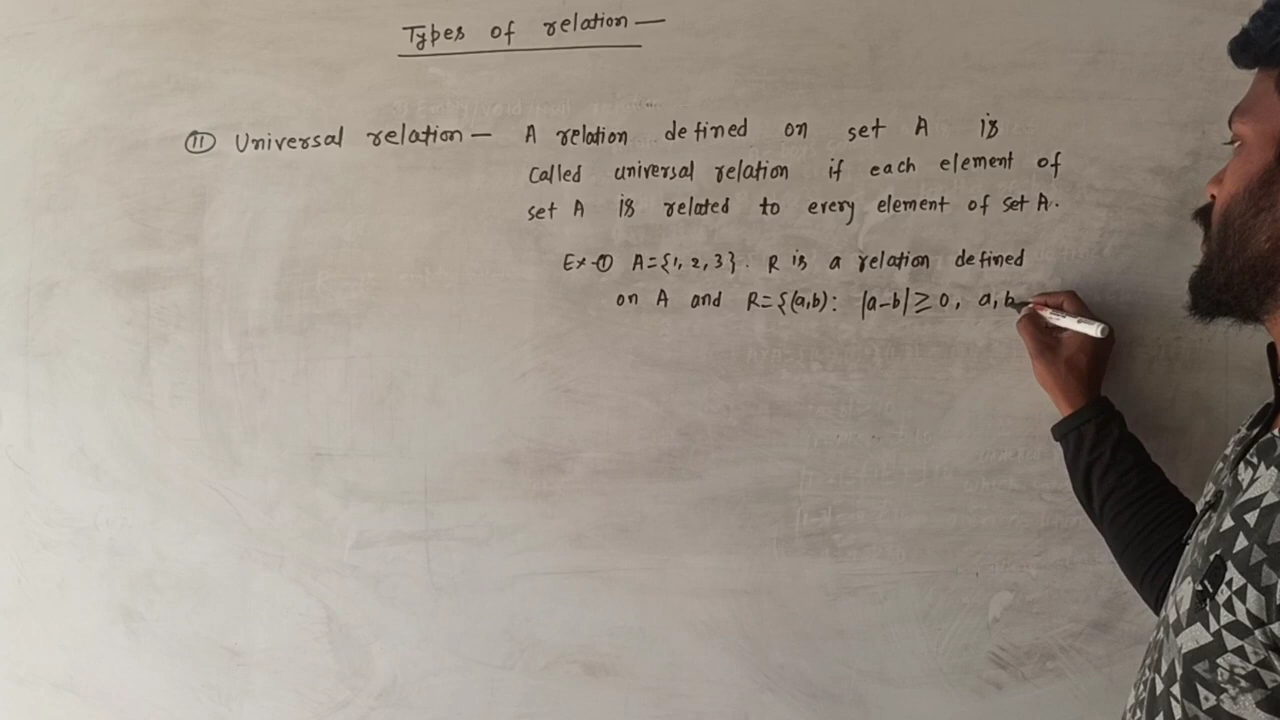 Types of relation —
(11) Universal relation — A relation defined on set A is
called universal relation if each element of
set A is related to every element of set A.
Ex-① A={1, 2, 3}. R is a relation defined
on A and R={(a,b): |a-b|≥0, a,b